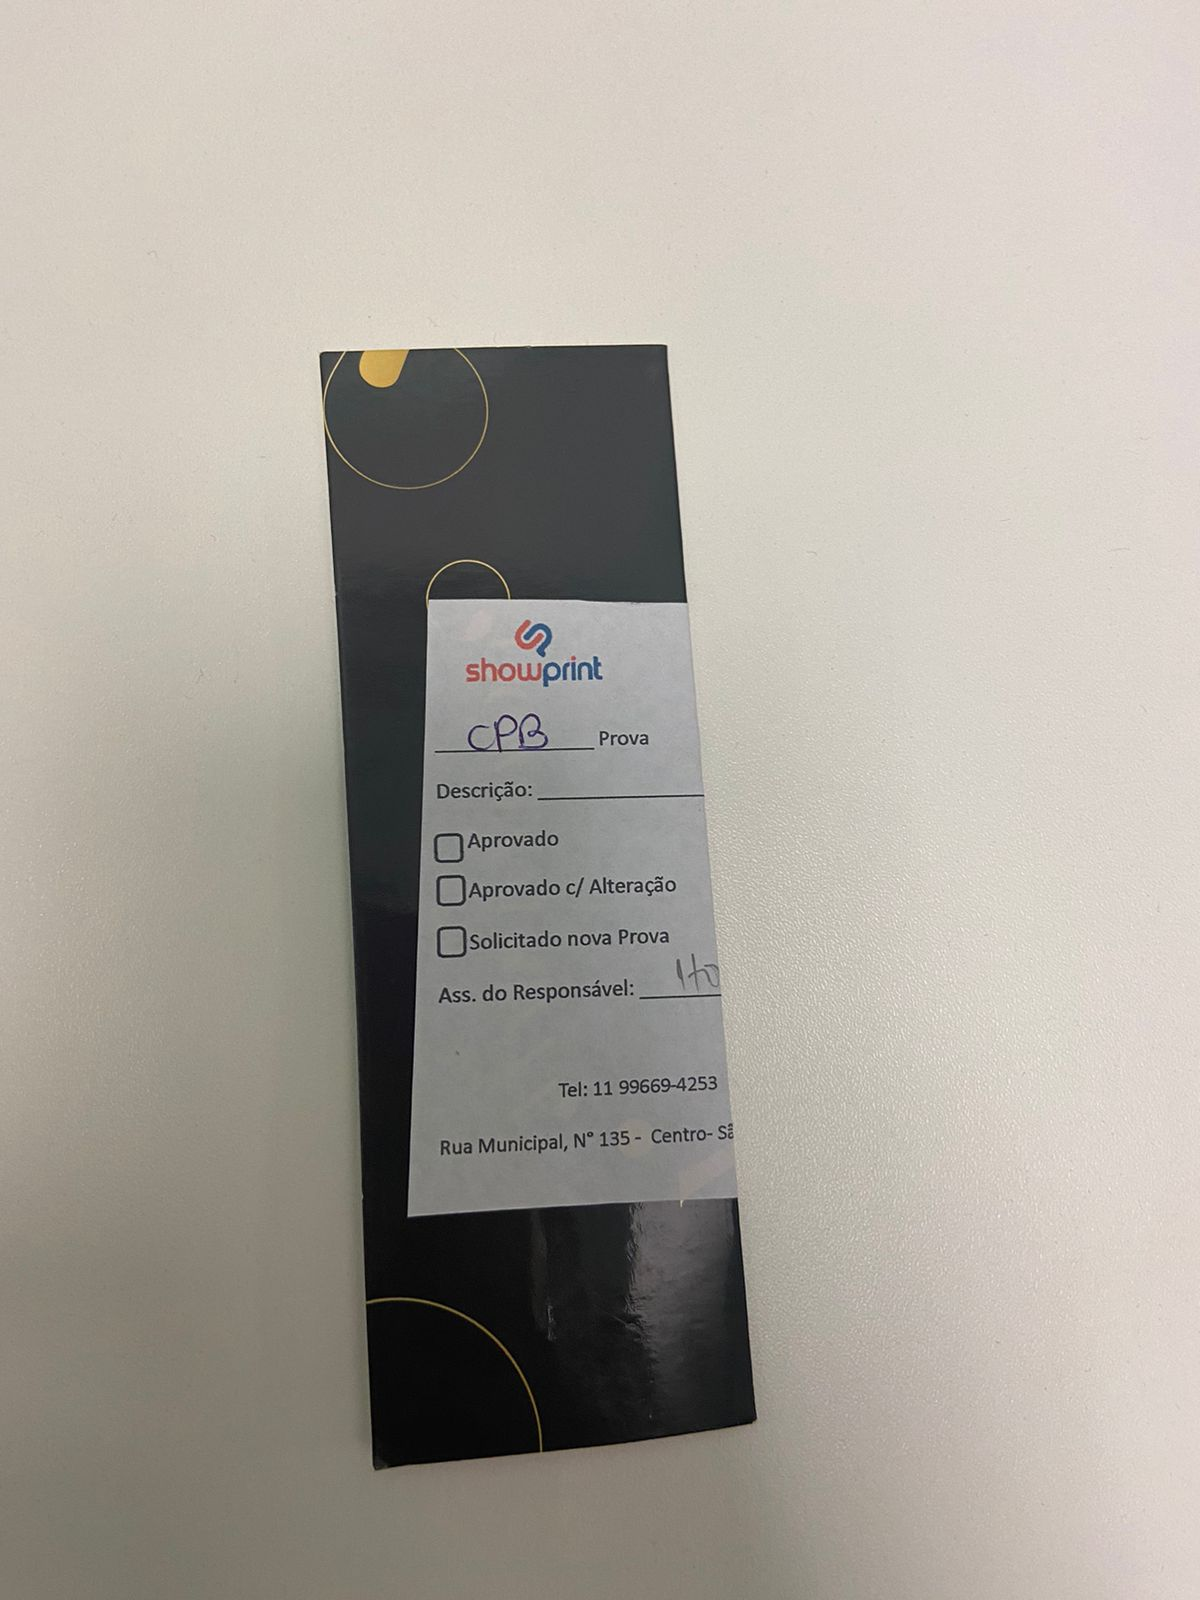 showprint
CPB Prova
Descrição:
Aprovado
Aprovado c/ Alteração
Solicitado nova Prova
Ass. do Responsável:
Tel: 11 99669-4253
Rua Municipal, N° 135 - Centro- Sã